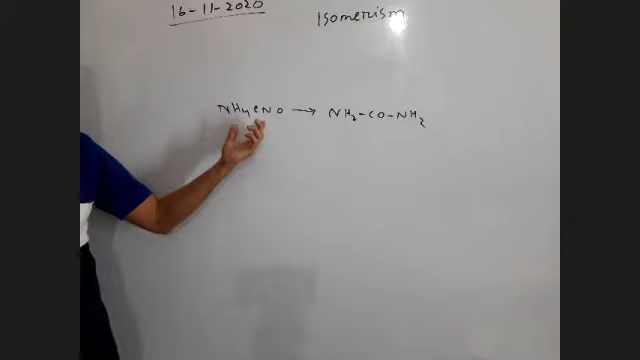 16-11-2020
Isomerism
NH4CNO → NH2-CO-NH2